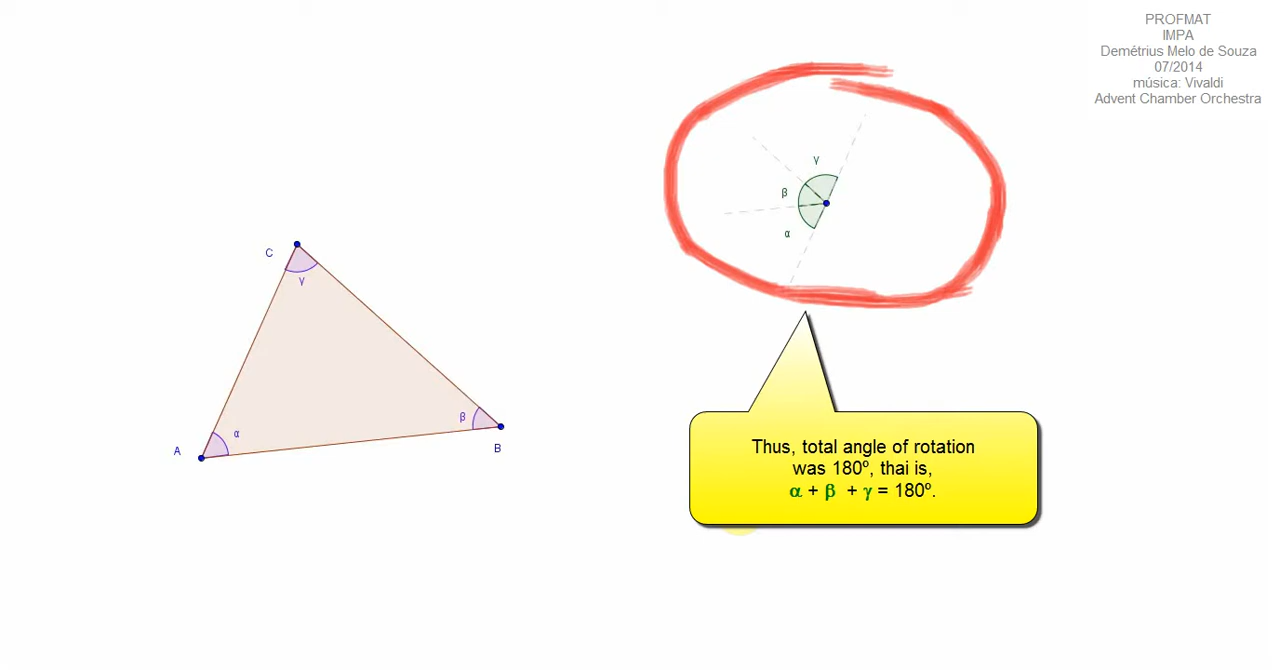 PROFMAT
IMPA
Demétrius Melo de Souza
07/2014
música: Vivaldi
Advent Chamber Orchestra
γ
β
α
C
γ
β
α
A
B
Thus, total angle of rotation
was 180º, thai is,
α + β + γ = 180º.